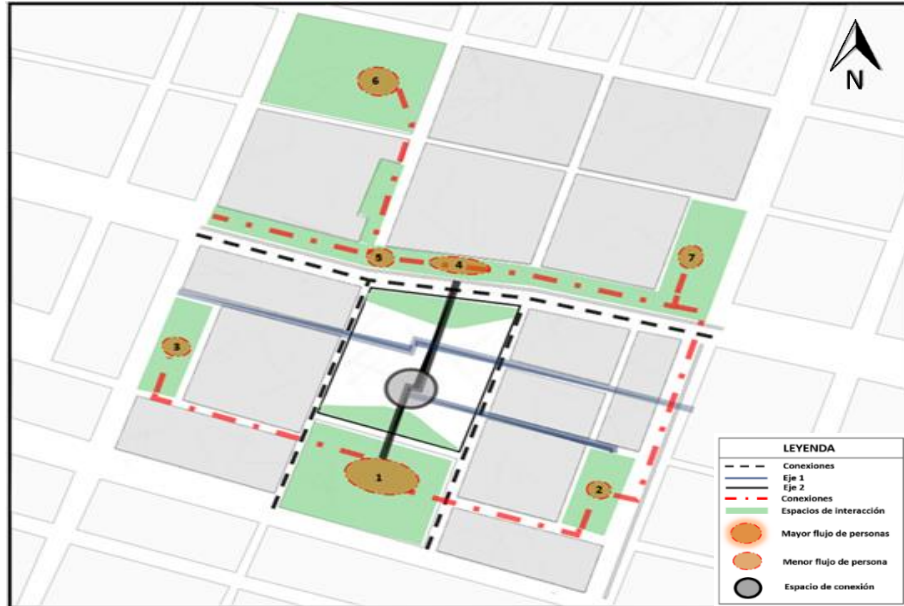 6
N
7
5
4
3
1
2
LEYENDA
Conexiones
Eje 1
Eje 2
Conexiones
Espacios de interacción
Mayor flujo de personas
Menor flujo de persona
Espacio de conexión